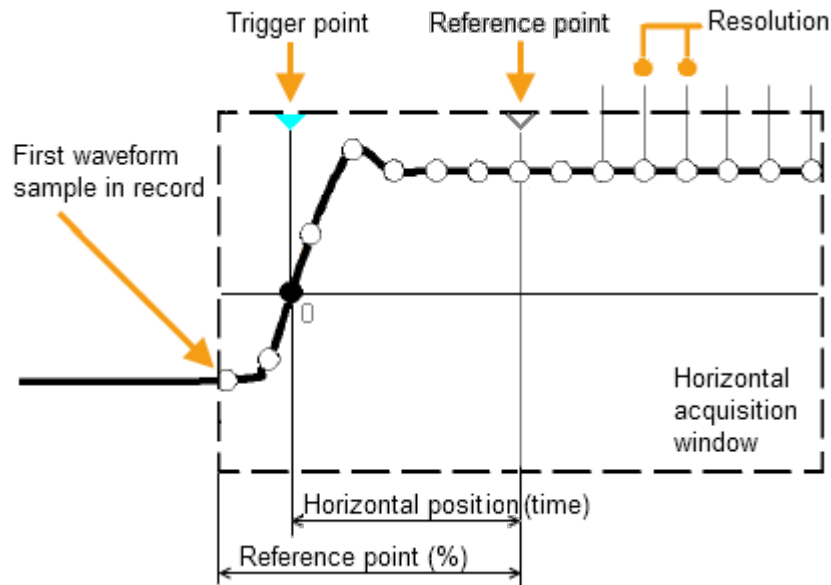 Trigger point
Reference point
Resolution
First waveform
sample in record
0
Horizontal
acquisition
window
Horizontal position (time)
Reference point (%)